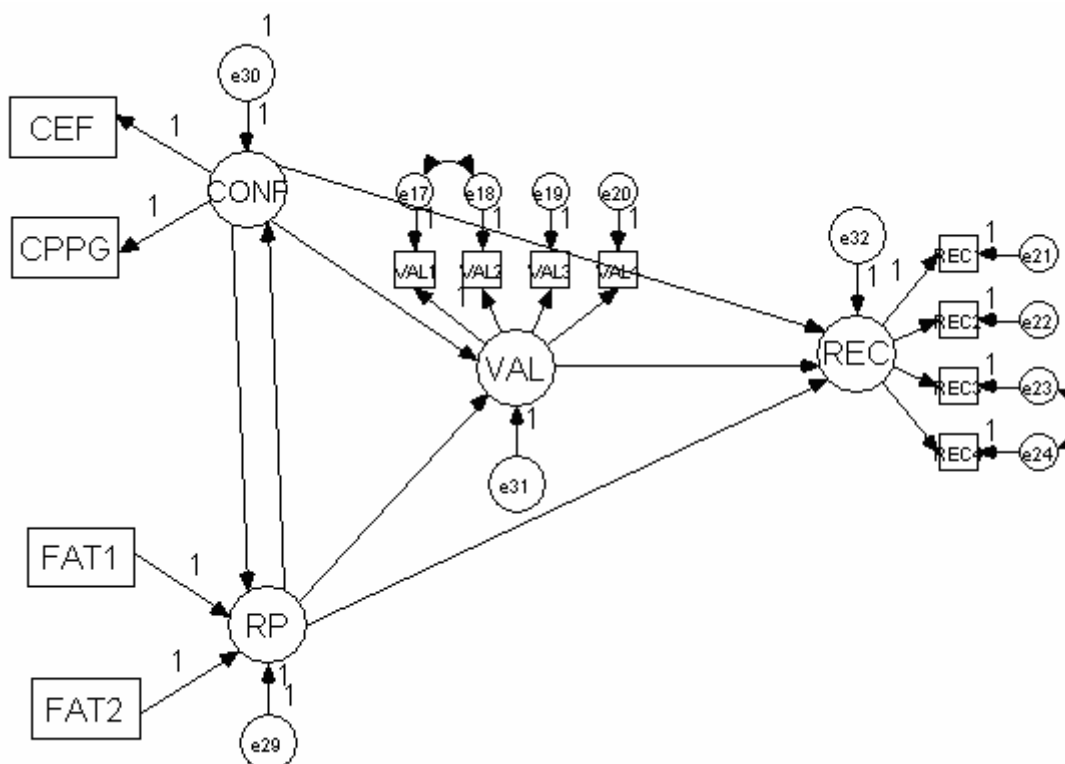 1
e30
1
CEF
1
CONF
CPPG
1
e17
e18
e19
e20
1
1
1
1
VAL1
VAL2
VAL3
VAL4
1
VAL
1
e31
e32
1
1
REC
REC
1
e21
REC2
1
e22
REC3
1
e23
REC4
1
e24
FAT1
1
RP
FAT2
1
1
1
e29